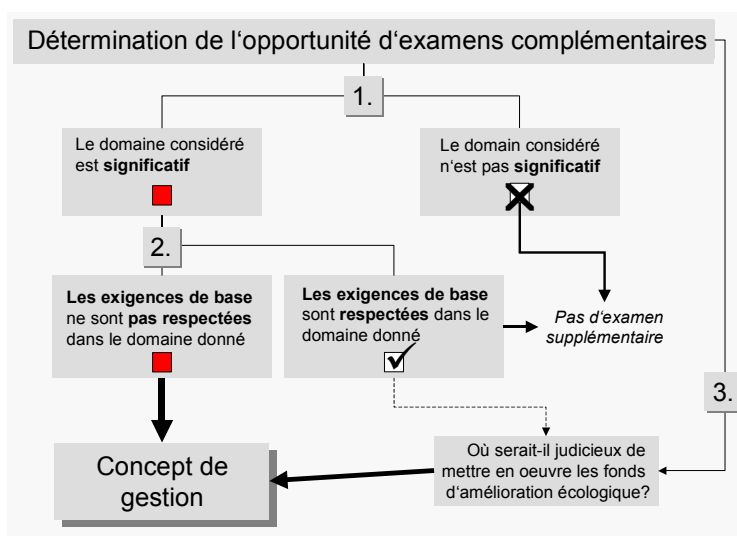 Détermination de l‘opportunité d‘examens complémentaires
1.
Le domaine considéré
est significatif
Le domain considéré
n‘est pas significatif
2.
Les exigences de base
ne sont pas respectées
dans le domaine donné
Les exigences de base
sont respectées dans le
domaine donné
Pas d‘examen
supplémentaire
3.
Concept de
gestion
Où serait-il judicieux de
mettre en oeuvre les fonds
d‘amélioration écologique?